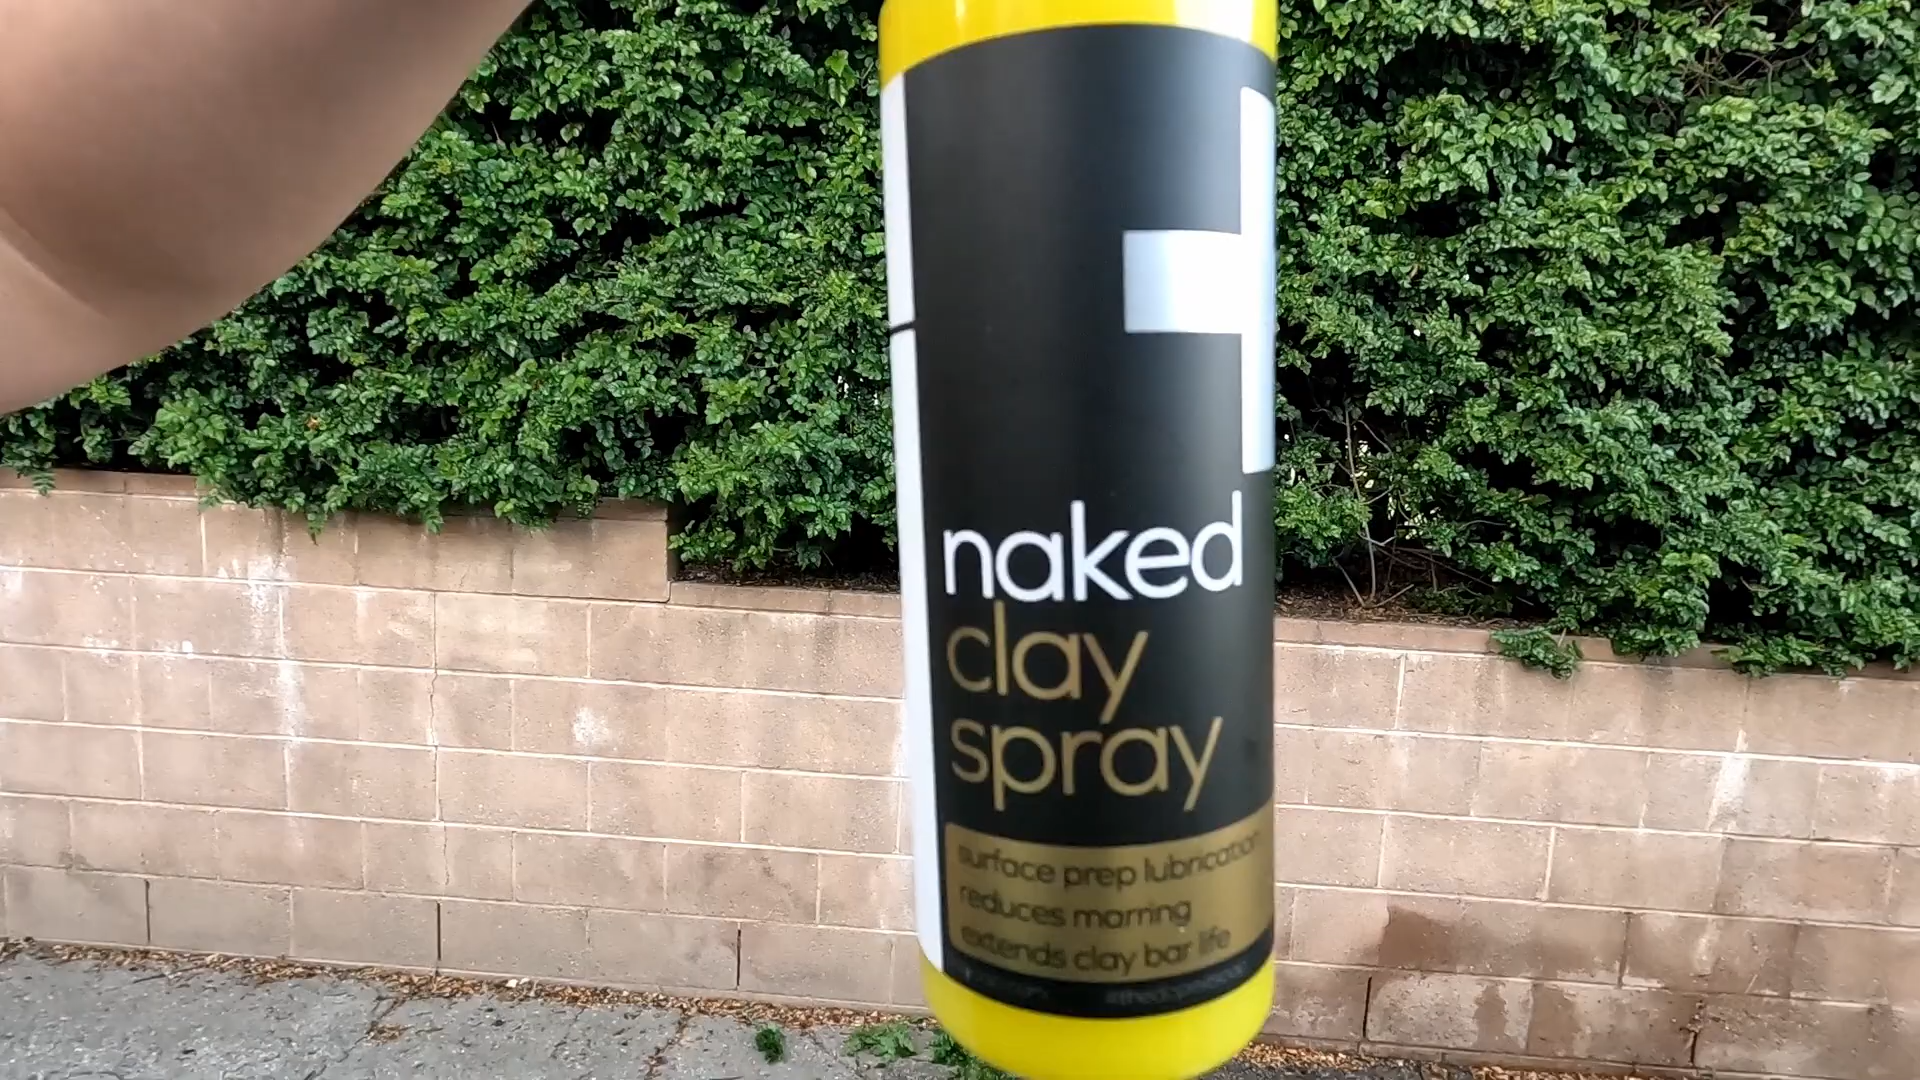 naked
clay
spray
surface prep lubrication
reduces marring
extends clay bar life